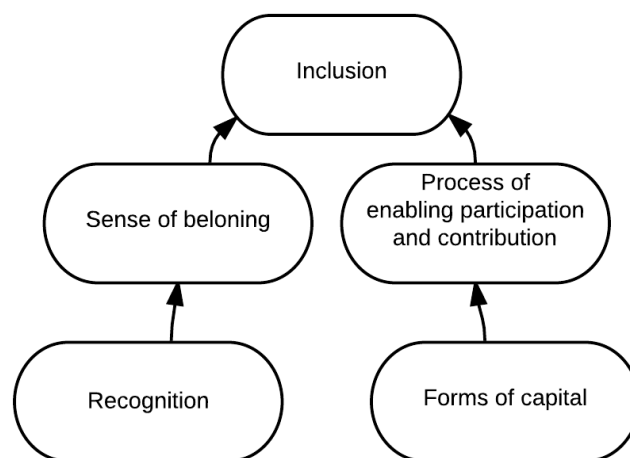 Inclusion
Sense of beloning
Process of
enabling participation
and contribution
Recognition
Forms of capital